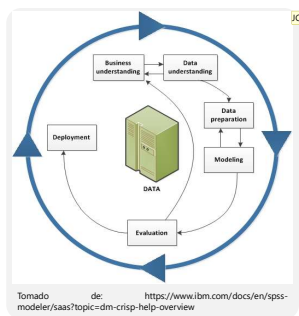 JC
Business
understanding
Data
understanding
Data
preparation
Modeling
Deployment
DATA
Evaluation
Tomado de: https://www.ibm.com/docs/en/spss-
modeler/saas?topic=dm-crisp-help-overview